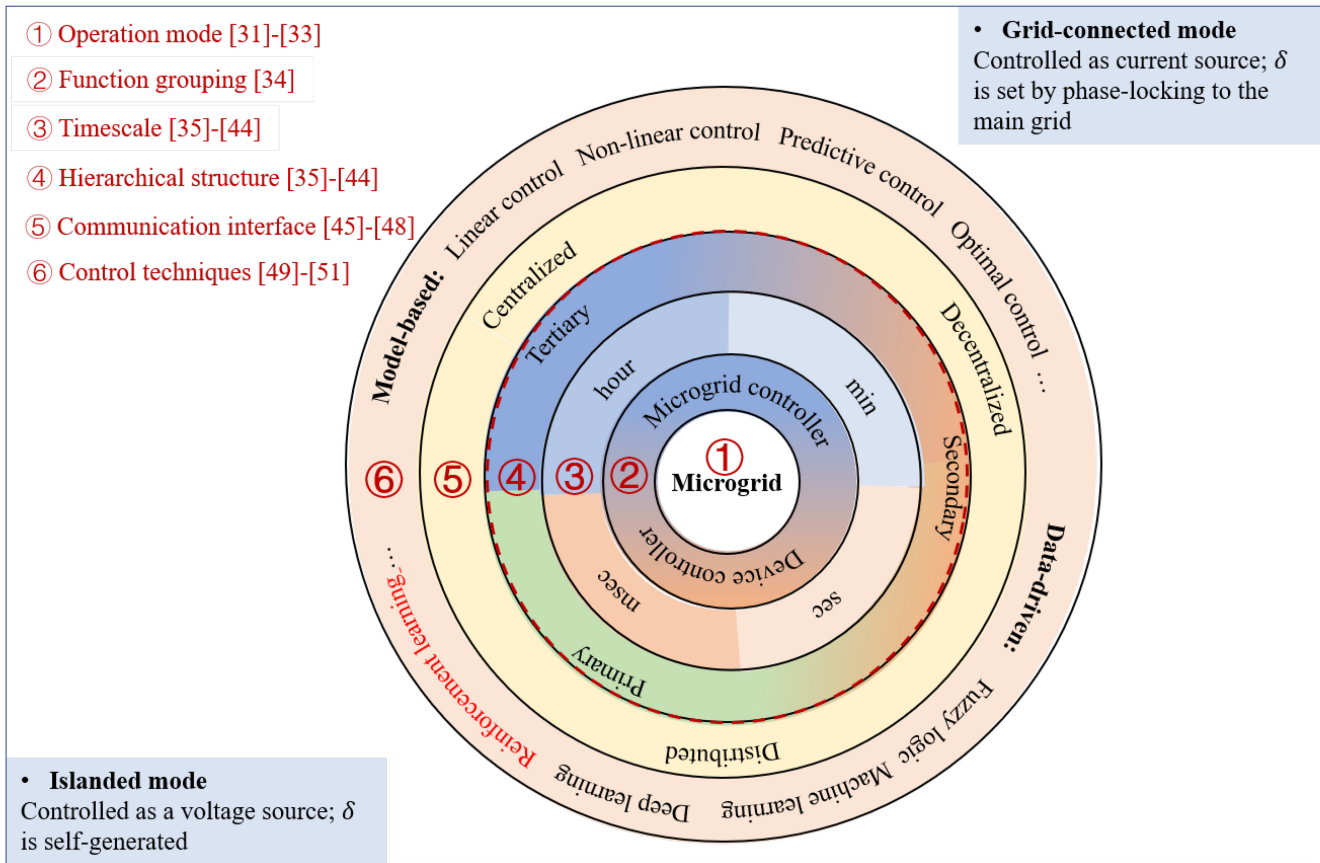 ① Operation mode [31]-[33]
② Function grouping [34]
③ Timescale [35]-[44]
④ Hierarchical structure [35]-[44]
⑤ Communication interface [45]-[48]
⑥ Control techniques [49]-[51]
• Grid-connected mode
Controlled as current source; δ
is set by phase-locking to the
main grid
Model-based:
Linear control
Non-linear control
Predictive control
Optimal control ...
Data-driven:
Fuzzy logic
Machine learning
Deep learning
Reinforcement learning...
Centralized
Decentralized
Distributed
Tertiary
Secondary
Primary
hour
min
sec
msec
Microgrid controller
Device controller
⑥
⑤
④
③
②
①
Microgrid
• Islanded mode
Controlled as a voltage source; δ
is self-generated